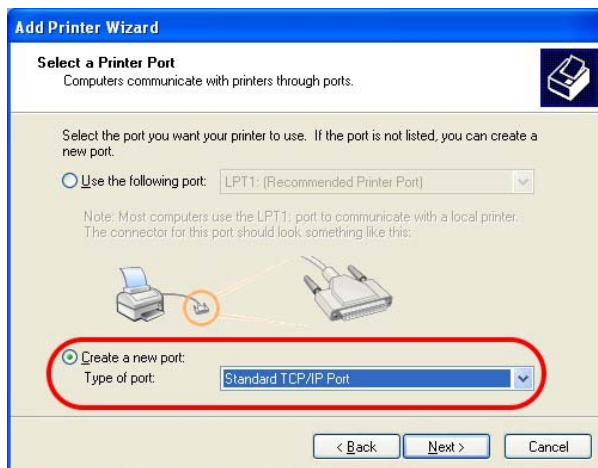 Add Printer Wizard
Select a Printer Port
Computers communicate with printers through ports.
Select the port you want your printer to use. If the port is not listed, you can create a
new port.
Use the following port: LPT1: (Recommended Printer Port)
Note: Most computers use the LPT1: port to communicate with a local printer.
The connector for this port should look something like this:
Create a new port:
Type of port: Standard TCP/IP Port
< Back Next > Cancel